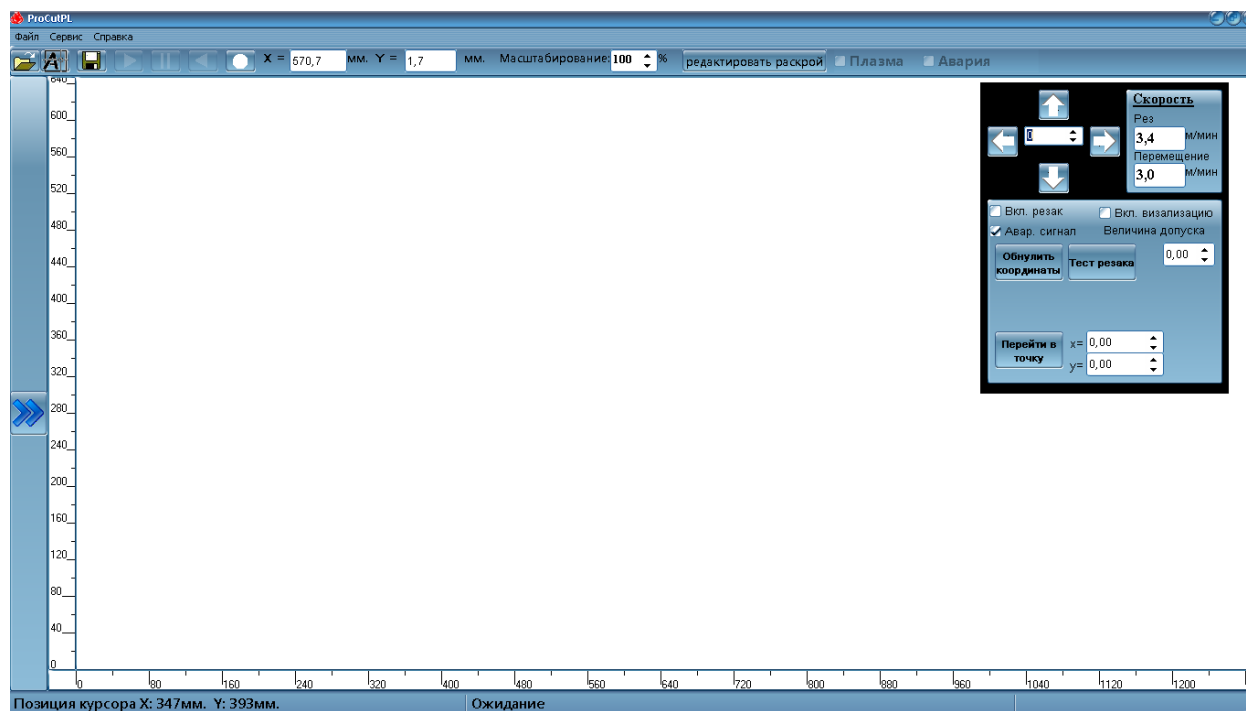 ProCutPL
Файл Сервис Справка
X = 570,7 мм. Y = 1,7 мм. Масштабирование: 100 % редактировать раскрой Плазма Авария
640
600
560
520
480
440
400
360
320
280
240
200
160
120
80
40
0
0 80 160 240 320 400 480 560 640 720 800 880 960 1040 1120 1200
0
Скорость
Рез
3,4 м/мин
Перемещение
3,0 м/мин
Вкл. резак Вкл. визализацию
Авар. сигнал Величина допуска
Обнулить координаты Тест резака 0,00
Перейти в точку x= 0,00
y= 0,00
Позиция курсора X: 347мм. Y: 393мм. Ожидание